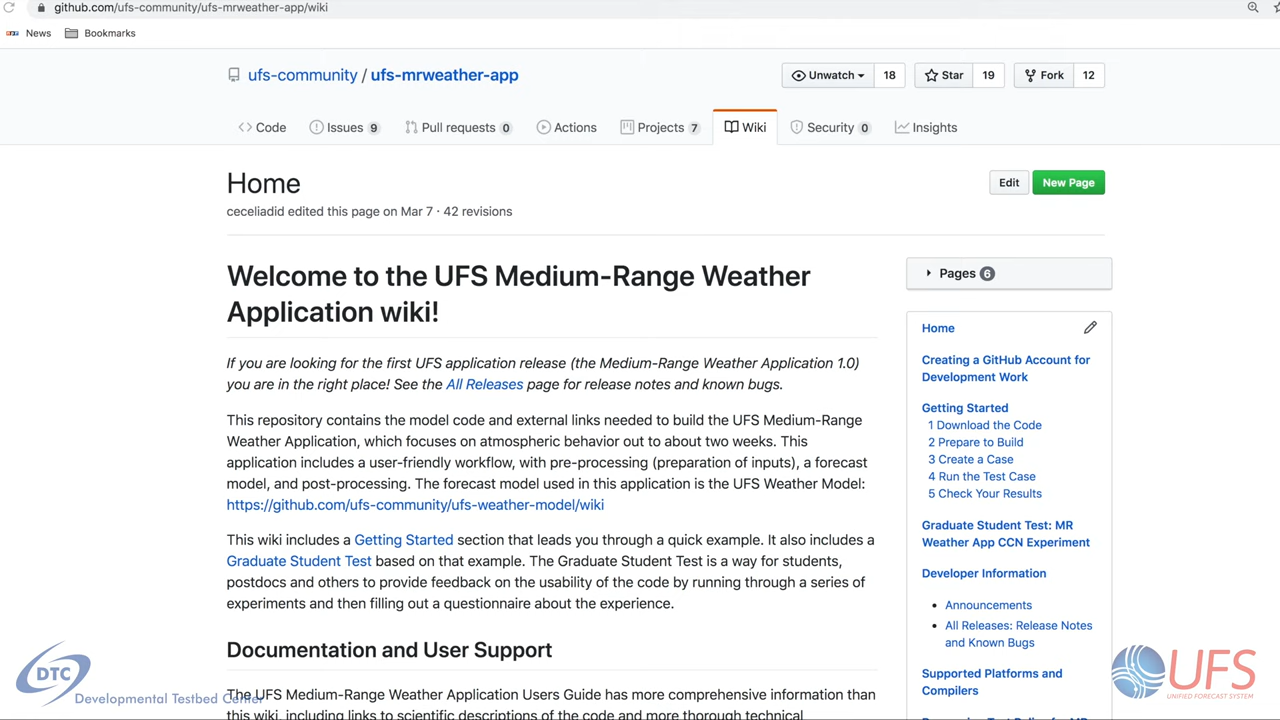 github.com/ufs-community/ufs-mrweather-app/wiki
News Bookmarks
ufs-community / ufs-mrweather-app
Unwatch 18 Star 19 Fork 12
Code Issues 9 Pull requests 0 Actions Projects 7 Wiki Security 0 Insights
Home
Edit New Page
ceceliadid edited this page on Mar 7 · 42 revisions
Welcome to the UFS Medium-Range Weather
Application wiki!
If you are looking for the first UFS application release (the Medium-Range Weather Application 1.0)
you are in the right place! See the All Releases page for release notes and known bugs.
This repository contains the model code and external links needed to build the UFS Medium-Range
Weather Application, which focuses on atmospheric behavior out to about two weeks. This
application includes a user-friendly workflow, with pre-processing (preparation of inputs), a forecast
model, and post-processing. The forecast model used in this application is the UFS Weather Model:
https://github.com/ufs-community/ufs-weather-model/wiki
This wiki includes a Getting Started section that leads you through a quick example. It also includes a
Graduate Student Test based on that example. The Graduate Student Test is a way for students,
postdocs and others to provide feedback on the usability of the code by running through a series of
experiments and then filling out a questionnaire about the experience.
Documentation and User Support
The UFS Medium-Range Weather Application Users Guide has more comprehensive information than
this wiki, including links to scientific descriptions of the code and more thorough technical
Pages 6
Home
Creating a GitHub Account for
Development Work
Getting Started
1 Download the Code
2 Prepare to Build
3 Create a Case
4 Run the Test Case
5 Check Your Results
Graduate Student Test: MR
Weather App CCN Experiment
Developer Information
Announcements
All Releases: Release Notes
and Known Bugs
Supported Platforms and
Compilers
DTC
Developmental Testbed Center
UFS
UNIFIED FORECAST SYSTEM